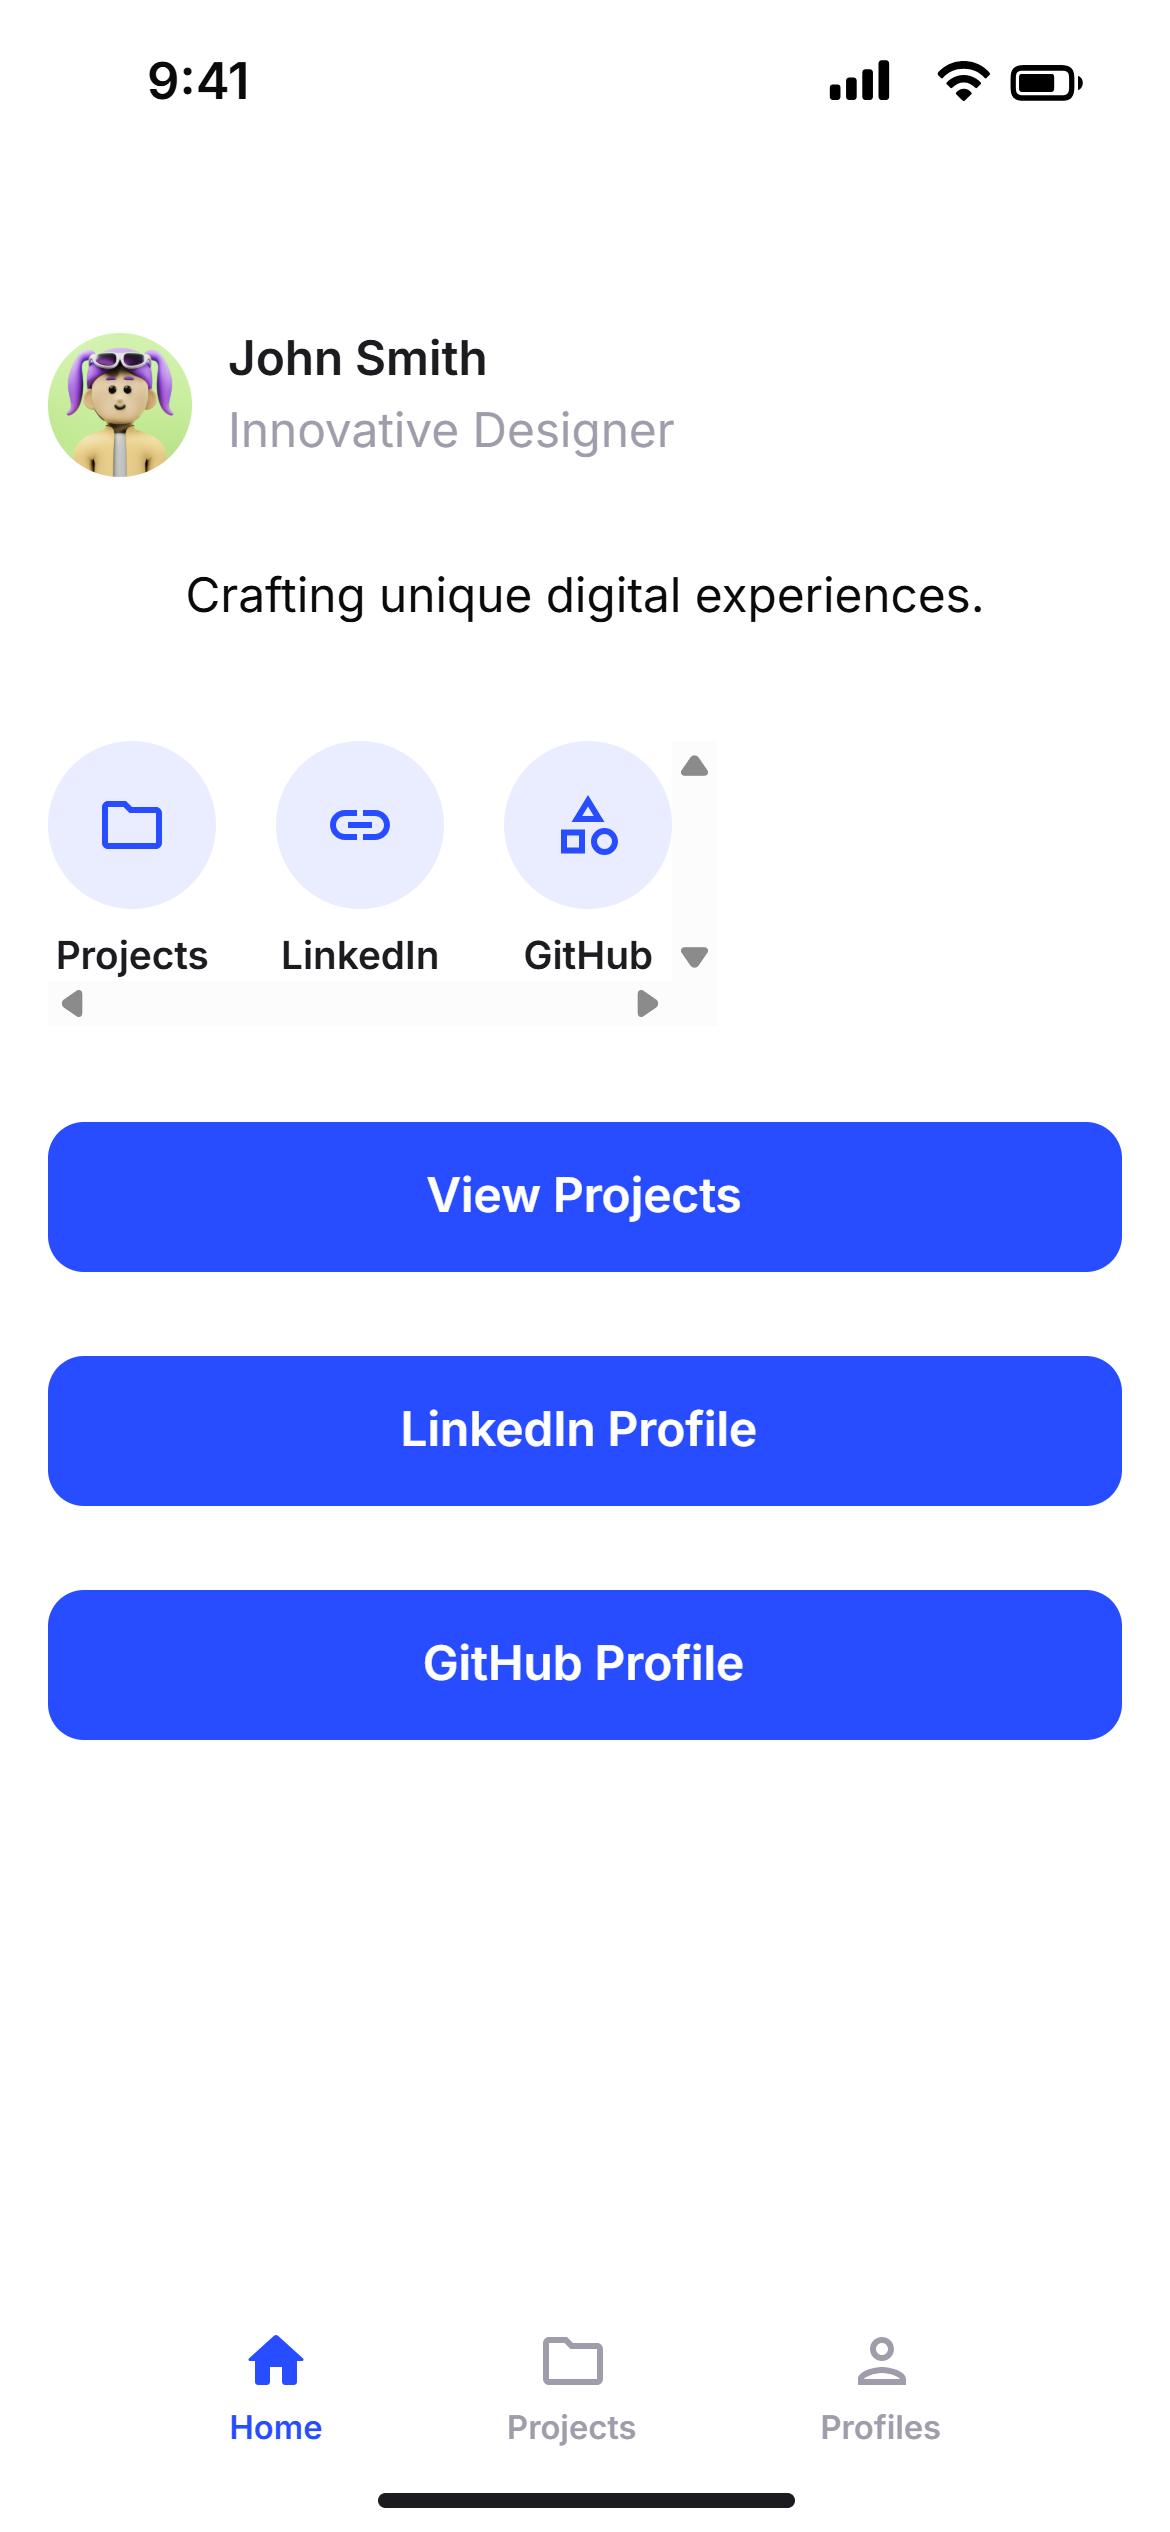 9:41
John Smith
Innovative Designer
Crafting unique digital experiences.
Projects
LinkedIn
GitHub
View Projects
LinkedIn Profile
GitHub Profile
Home
Projects
Profiles